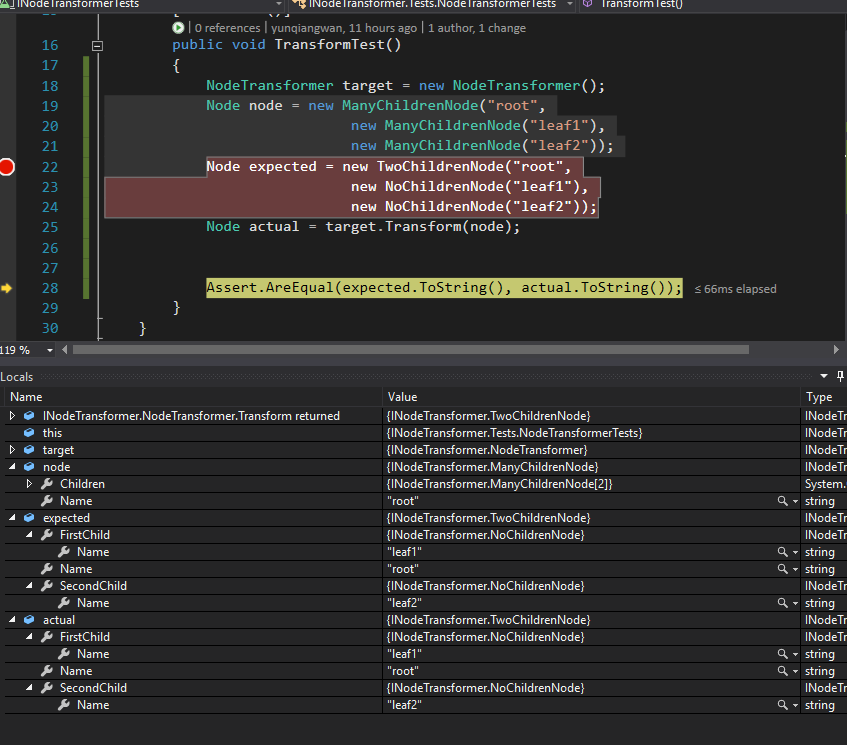 INodeTransformerTests INodeTransformer.Tests.NodeTransformerTests TransformTest()
0 references | yunqiangwan, 11 hours ago | 1 author, 1 change
16 public void TransformTest()
17 {
18 NodeTransformer target = new NodeTransformer();
19 Node node = new ManyChildrenNode("root",
20 new ManyChildrenNode("leaf1"),
21 new ManyChildrenNode("leaf2"));
22 Node expected = new TwoChildrenNode("root",
23 new NoChildrenNode("leaf1"),
24 new NoChildrenNode("leaf2"));
25 Node actual = target.Transform(node);
26
27
28 Assert.AreEqual(expected.ToString(), actual.ToString()); ≤ 66ms elapsed
29 }
30 }
119 %
Locals
Name Value Type
INodeTransformer.NodeTransformer.Transform returned {INodeTransformer.TwoChildrenNode} INodeTr
this {INodeTransformer.Tests.NodeTransformerTests} INodeTr
target {INodeTransformer.NodeTransformer} INodeTr
node {INodeTransformer.ManyChildrenNode} INodeTr
Children {INodeTransformer.ManyChildrenNode[2]} System.
Name "root" string
expected {INodeTransformer.TwoChildrenNode} INodeTr
FirstChild {INodeTransformer.NoChildrenNode} INodeTr
Name "leaf1" string
Name "root" string
SecondChild {INodeTransformer.NoChildrenNode} INodeTr
Name "leaf2" string
actual {INodeTransformer.TwoChildrenNode} INodeTr
FirstChild {INodeTransformer.NoChildrenNode} INodeTr
Name "leaf1" string
Name "root" string
SecondChild {INodeTransformer.NoChildrenNode} INodeTr
Name "leaf2" string